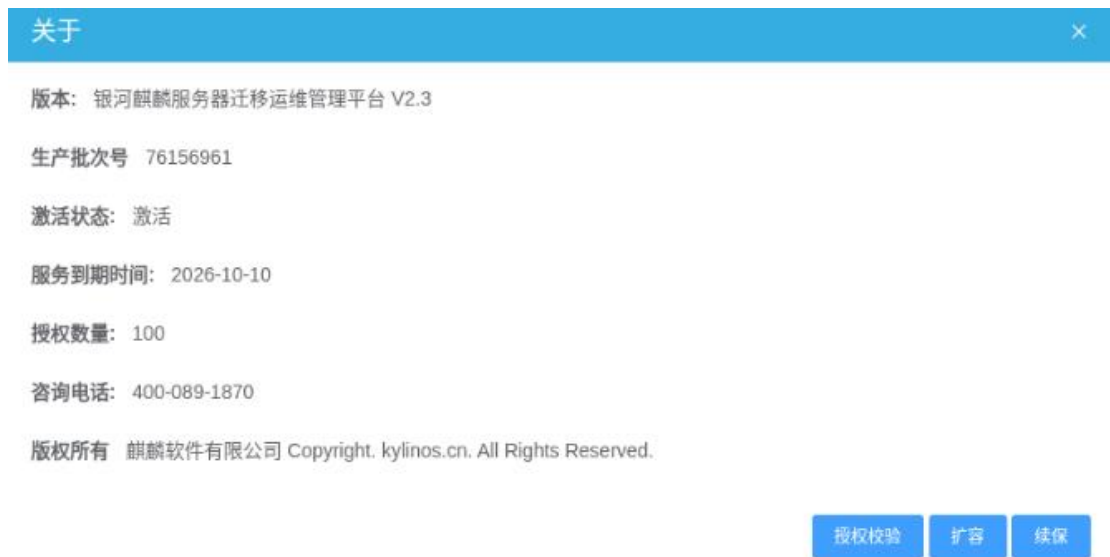 关于
版本: 银河麒麟服务器迁移运维管理平台 V2.3
生产批次号 76156961
激活状态: 激活
服务到期时间: 2026-10-10
授权数量: 100
咨询电话: 400-089-1870
版权所有 麒麟软件有限公司 Copyright. kylinos.cn. All Rights Reserved.
授权校验 扩容 续保